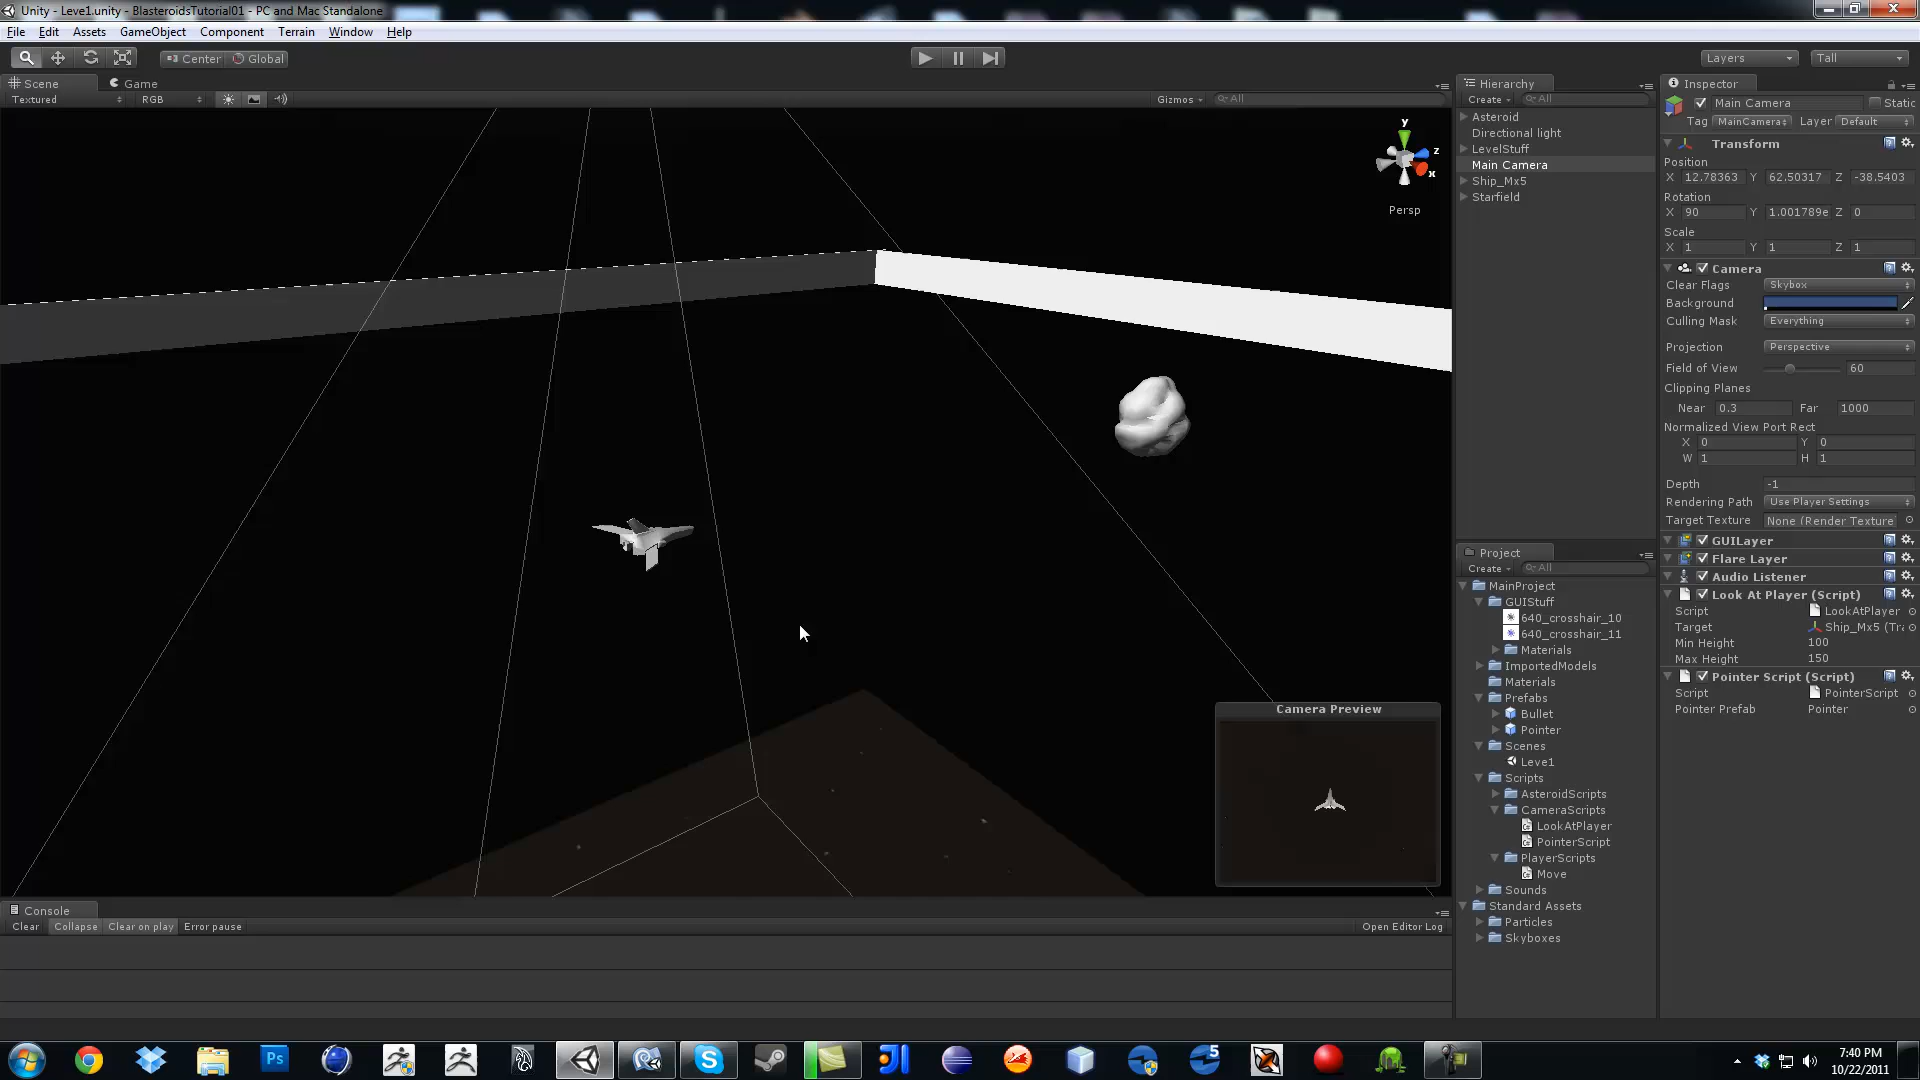 Unity - Leve1.unity - BlasteroidsTutorial01 - PC and Mac Standalone
File Edit Assets GameObject Component Terrain Window Help
Center Global
Layers Tall
Scene Game
Textured RGB Gizmos All
y
z
x
Persp
Camera Preview
Console
Clear Collapse Clear on play Error pause Open Editor Log
Hierarchy
Create All
Asteroid
Directional light
LevelStuff
Main Camera
Ship_Mx5
Starfield
Project
Create All
MainProject
GUIStuff
640_crosshair_10
640_crosshair_11
Materials
ImportedModels
Materials
Prefabs
Bullet
Pointer
Scenes
Leve1
Scripts
AsteroidScripts
CameraScripts
LookAtPlayer
PointerScript
PlayerScripts
Move
Sounds
Standard Assets
Particles
Skyboxes
Inspector
Main Camera Static
Tag MainCamera Layer Default
Transform
Position
X 12.78363 Y 62.50317 Z -38.5403
Rotation
X 90 Y 1.001789e Z 0
Scale
X 1 Y 1 Z 1
Camera
Clear Flags Skybox
Background
Culling Mask Everything
Projection Perspective
Field of View 60
Clipping Planes
Near 0.3 Far 1000
Normalized View Port Rect
X 0 Y 0
W 1 H 1
Depth -1
Rendering Path Use Player Settings
Target Texture None (Render Texture
GUILayer
Flare Layer
Audio Listener
Look At Player (Script)
Script LookAtPlayer
Target Ship_Mx5 (Tra
Min Height 100
Max Height 150
Pointer Script (Script)
Script PointerScript
Pointer Prefab Pointer
Ps
5
7:40 PM
10/22/2011